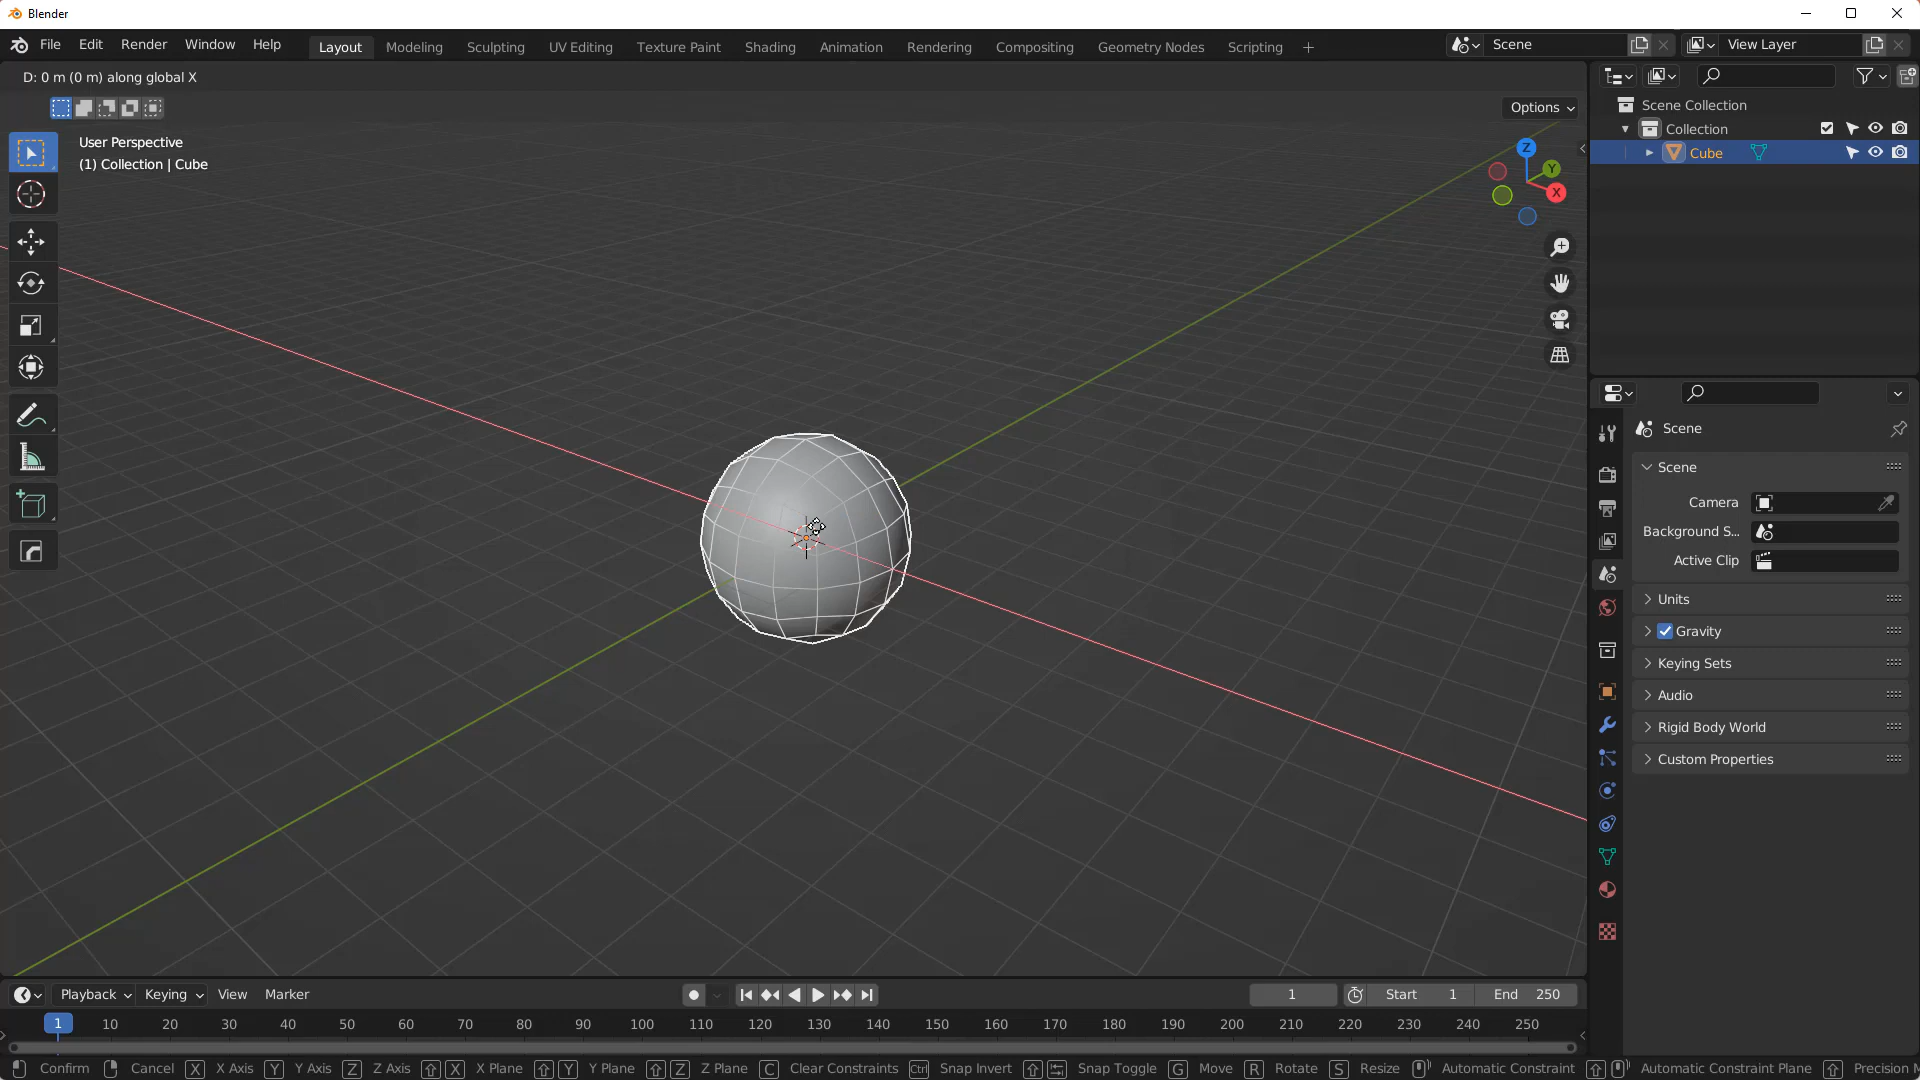 Blender
File Edit Render Window Help Layout Modeling Sculpting UV Editing Texture Paint Shading Animation Rendering Compositing Geometry Nodes Scripting + Scene View Layer
D: 0 m (0 m) along global X
Options
User Perspective
(1) Collection | Cube
Z
Y
X
Scene Collection
Collection
Cube
Scene
Scene
Camera
Background S...
Active Clip
Units
Gravity
Keying Sets
Audio
Rigid Body World
Custom Properties
Playback Keying View Marker 1 Start 1 End 250
1 10 20 30 40 50 60 70 80 90 100 110 120 130 140 150 160 170 180 190 200 210 220 230 240 250
Confirm Cancel X X Axis Y Y Axis Z Z Axis X X Plane Y Y Plane Z Z Plane C Clear Constraints Ctrl Snap Invert Snap Toggle G Move R Rotate S Resize Automatic Constraint Automatic Constraint Plane Precision M